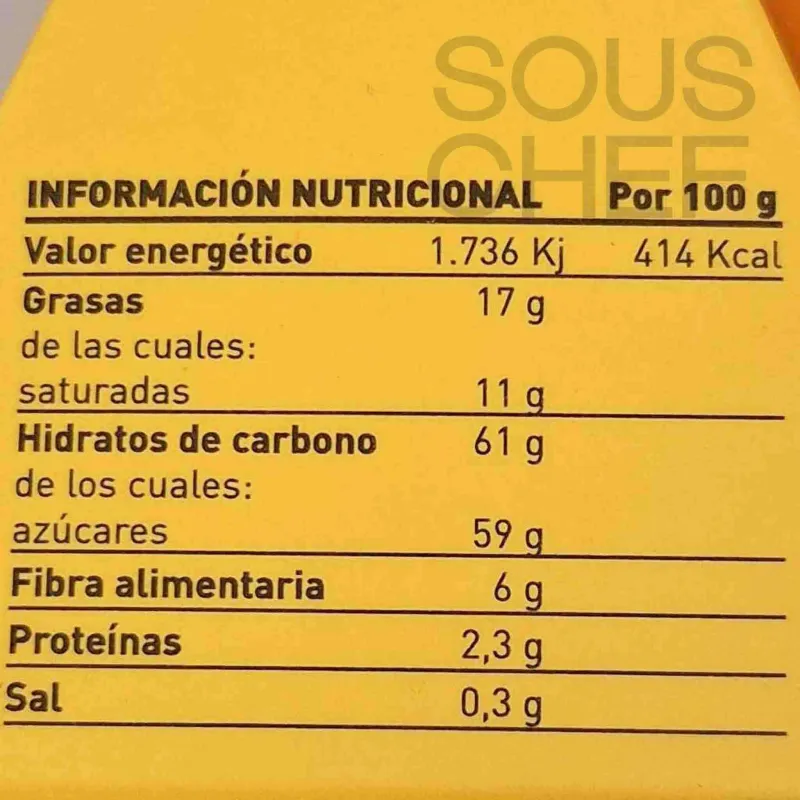 SOUS
CHEF
INFORMACIÓN NUTRICIONAL Por 100 g
Valor energético 1.736 Kj 414 Kcal
Grasas 17 g
de las cuales:
saturadas 11 g
Hidratos de carbono 61 g
de los cuales:
azúcares 59 g
Fibra alimentaria 6 g
Proteínas 2,3 g
Sal 0,3 g